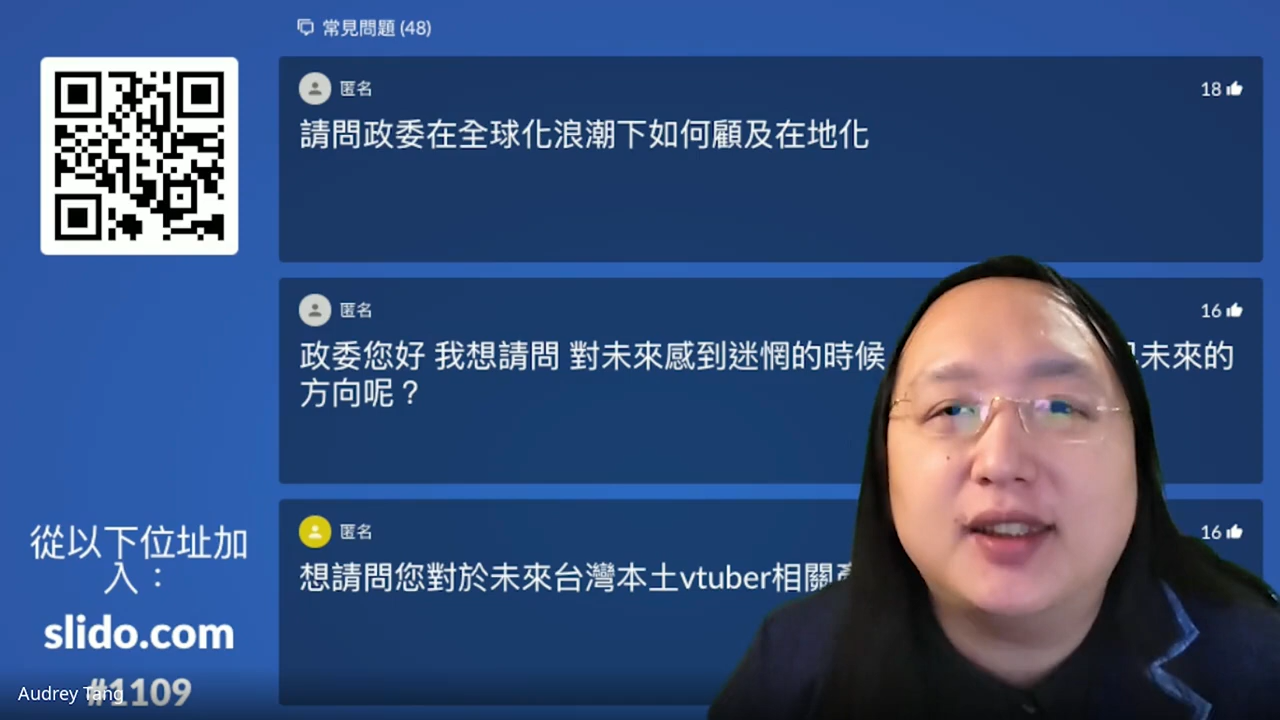 常見問題 (48)
匿名
18
請問政委在全球化浪潮下如何顧及在地化
匿名
16
政委您好 我想請問 對未來感到迷惘的時候
未來的
方向呢？
匿名
16
想請問您對於未來台灣本土vtuber相關
從以下位址加
入：
slido.com
#1109
Audrey Tang